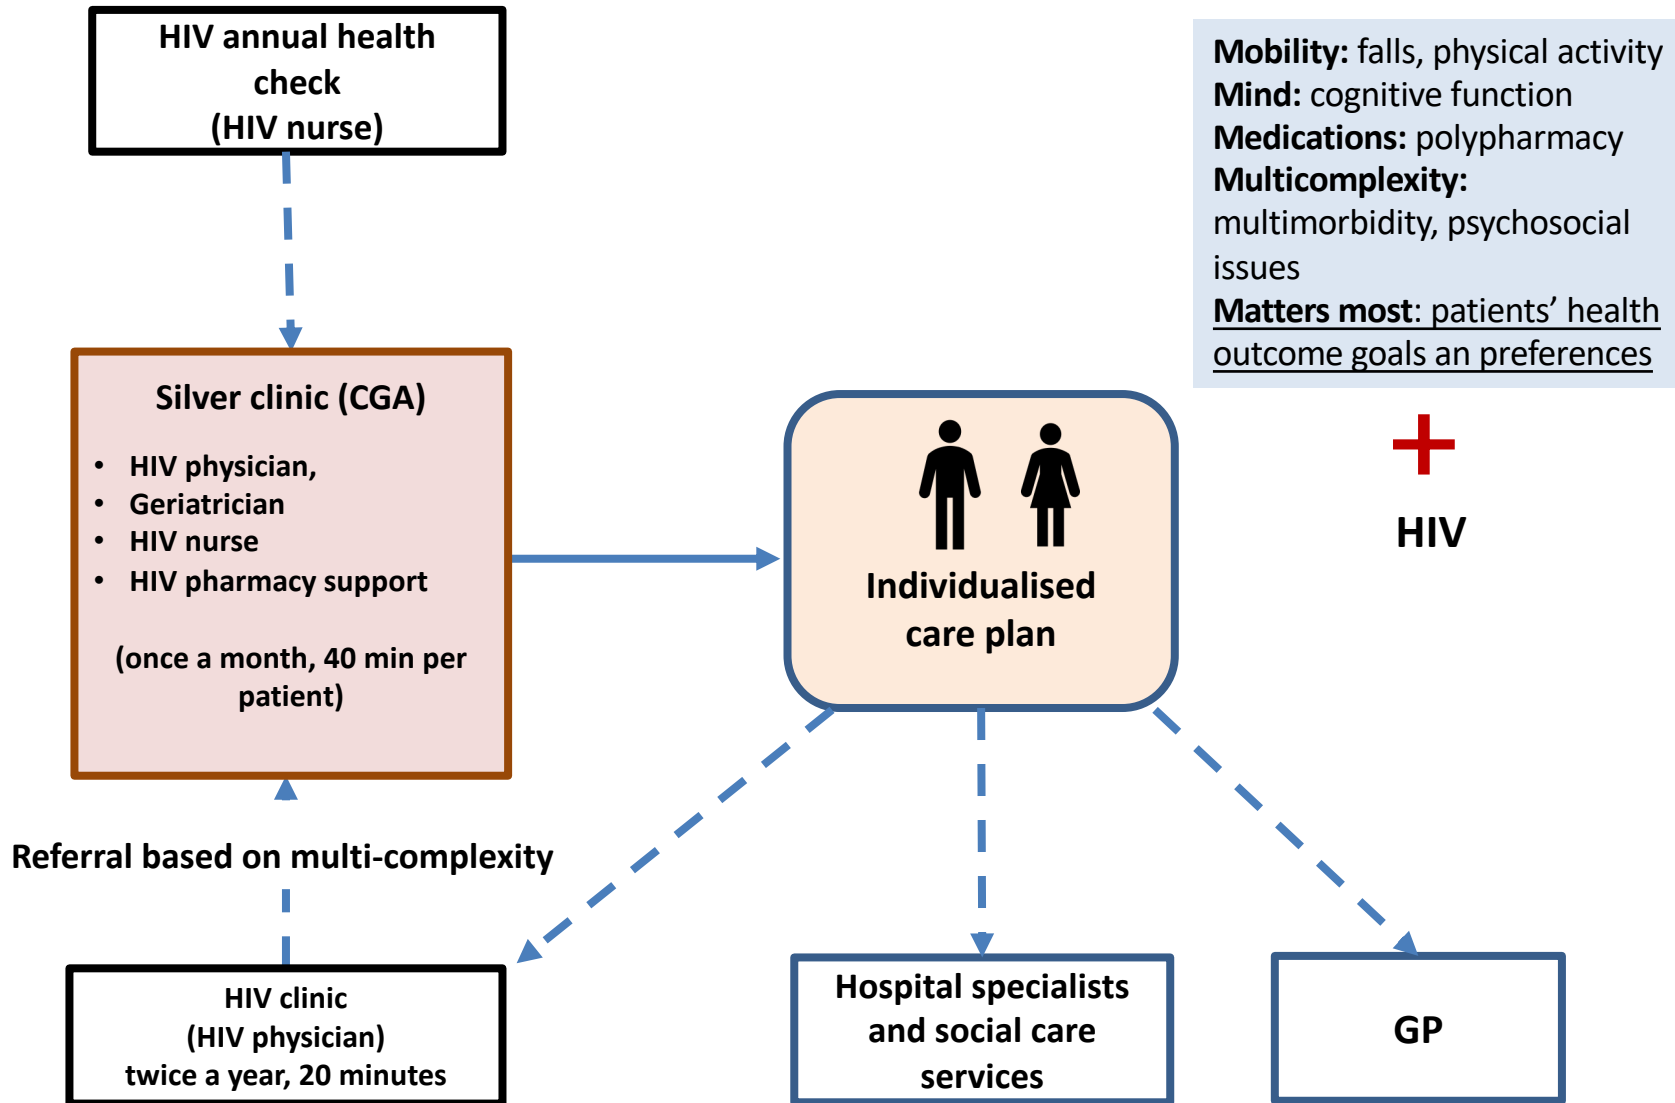 HIV annual health
check
(HIV nurse)
Mobility: falls, physical activity
Mind: cognitive function
Medications: polypharmacy
Multicomplexity:
multimorbidity, psychosocial
issues
Matters most: patients’ health
outcome goals an preferences
+
HIV
Silver clinic (CGA)
• HIV physician,
• Geriatrician
• HIV nurse
• HIV pharmacy support
(once a month, 40 min per
patient)
Individualised
care plan
Referral based on multi-complexity
HIV clinic
(HIV physician)
twice a year, 20 minutes
Hospital specialists
and social care
services
GP